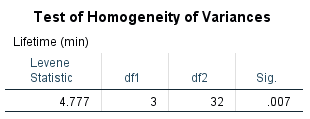 Test of Homogeneity of Variances
Lifetime (min)
Levene
Statistic df1 df2 Sig.
4.777 3 32 .007